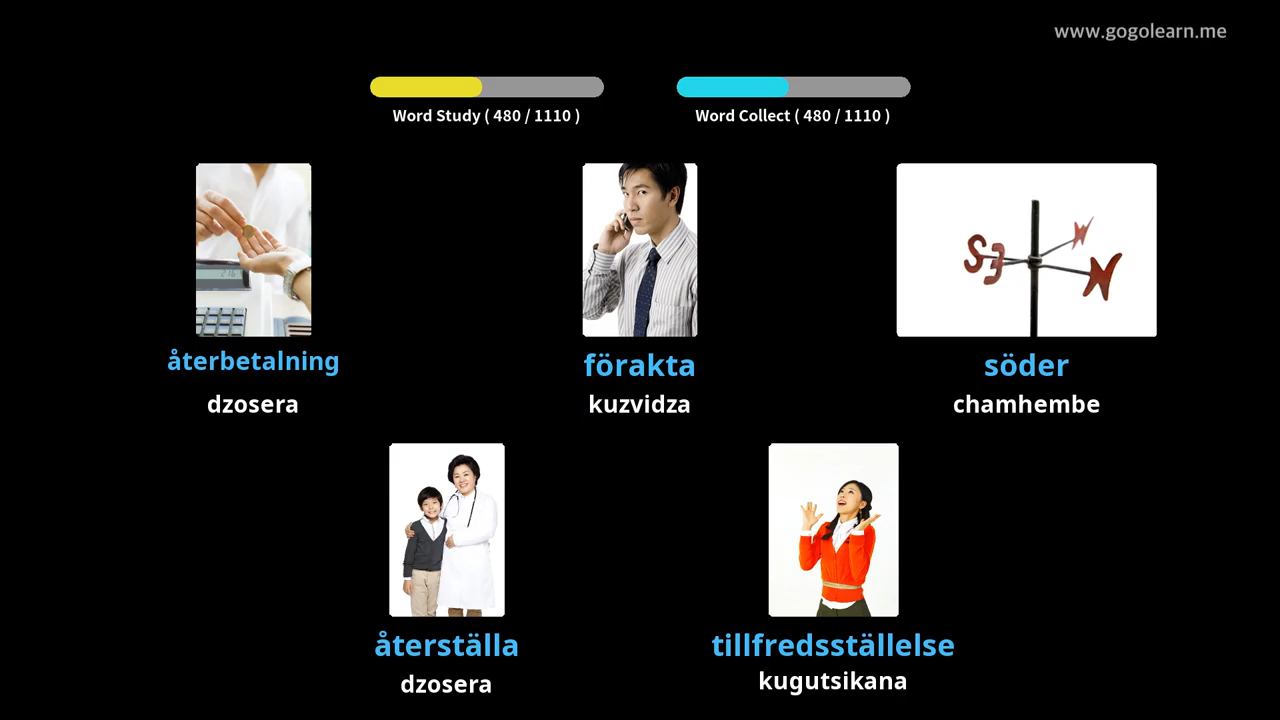 www.gogolearn.me
Word Study ( 480 / 1110 )
Word Collect ( 480 / 1110 )
S E N W
återbetalning
förakta
söder
dzosera
kuzvidza
chamhembe
återställa
tillfredsställelse
dzosera
kugutsikana